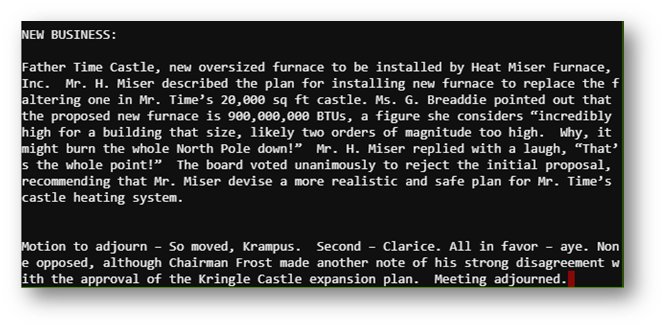 NEW BUSINESS:
Father Time Castle, new oversized furnace to be installed by Heat Miser Furnace,
Inc.  Mr. H. Miser described the plan for installing new furnace to replace the f
altering one in Mr. Time’s 20,000 sq ft castle. Ms. G. Breaddie pointed out that
the proposed new furnace is 900,000,000 BTUs, a figure she considers “incredibly
high for a building that size, likely two orders of magnitude too high.  Why, it
might burn the whole North Pole down!”  Mr. H. Miser replied with a laugh, “That’
s the whole point!”  The board voted unanimously to reject the initial proposal,
recommending that Mr. Miser devise a more realistic and safe plan for Mr. Time’s
castle heating system.
Motion to adjourn – So moved, Krampus.  Second – Clarice. All in favor – aye. Non
e opposed, although Chairman Frost made another note of his strong disagreement w
ith the approval of the Kringle Castle expansion plan.  Meeting adjourned.